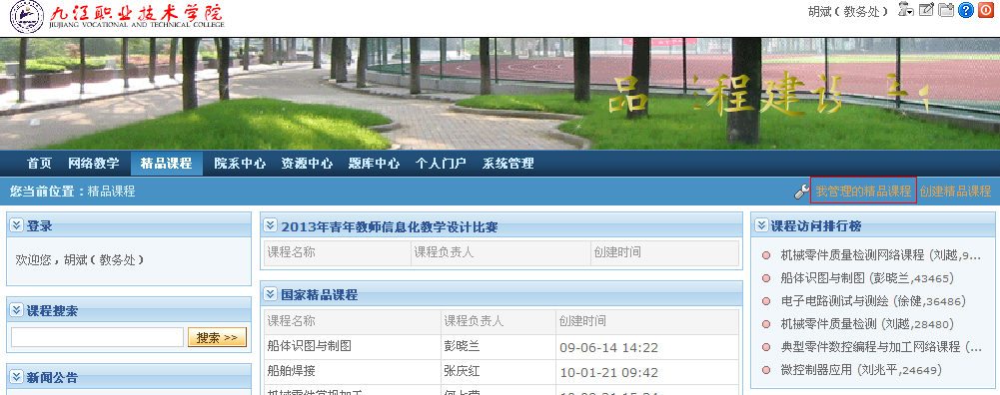 九江职业技术学院
JIUJIANG VOCATIONAL AND TECHNICAL COLLEGE
胡斌（教务处）
品 程建设
首页 网络教学 精品课程 院系中心 资源中心 题库中心 个人门户 系统管理
您当前位置：精品课程
我管理的精品课程 创建精品课程
登录
欢迎您，胡斌（教务处）
课程搜索
搜索 >>
新闻公告
2013年青年教师信息化教学设计比赛
课程名称 课程负责人 创建时间
国家精品课程
课程名称 课程负责人 创建时间
船体识图与制图 彭晓兰 09-06-14 14:22
船舶焊接 张庆红 10-01-21 09:42
课程访问排行榜
机械零件质量检测网络课程 (刘越,9...
船体识图与制图 (彭晓兰,43465)
电子电路测试与测绘 (徐健,36486)
机械零件质量检测 (刘越,28480)
典型零件数控编程与加工网络课程 (...
微控制器应用 (刘兆平,24649)